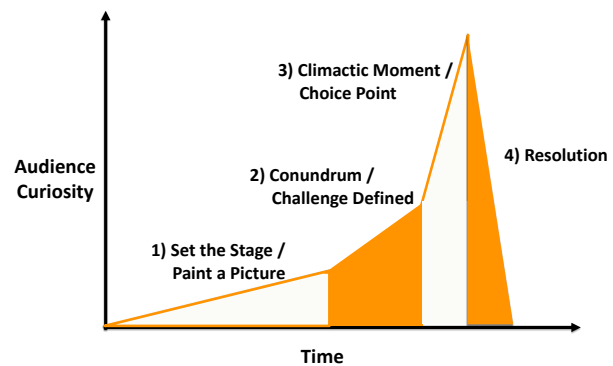 3) Climactic Moment /
Choice Point
4) Resolution
Audience
Curiosity
2) Conundrum /
Challenge Defined
1) Set the Stage /
Paint a Picture
Time